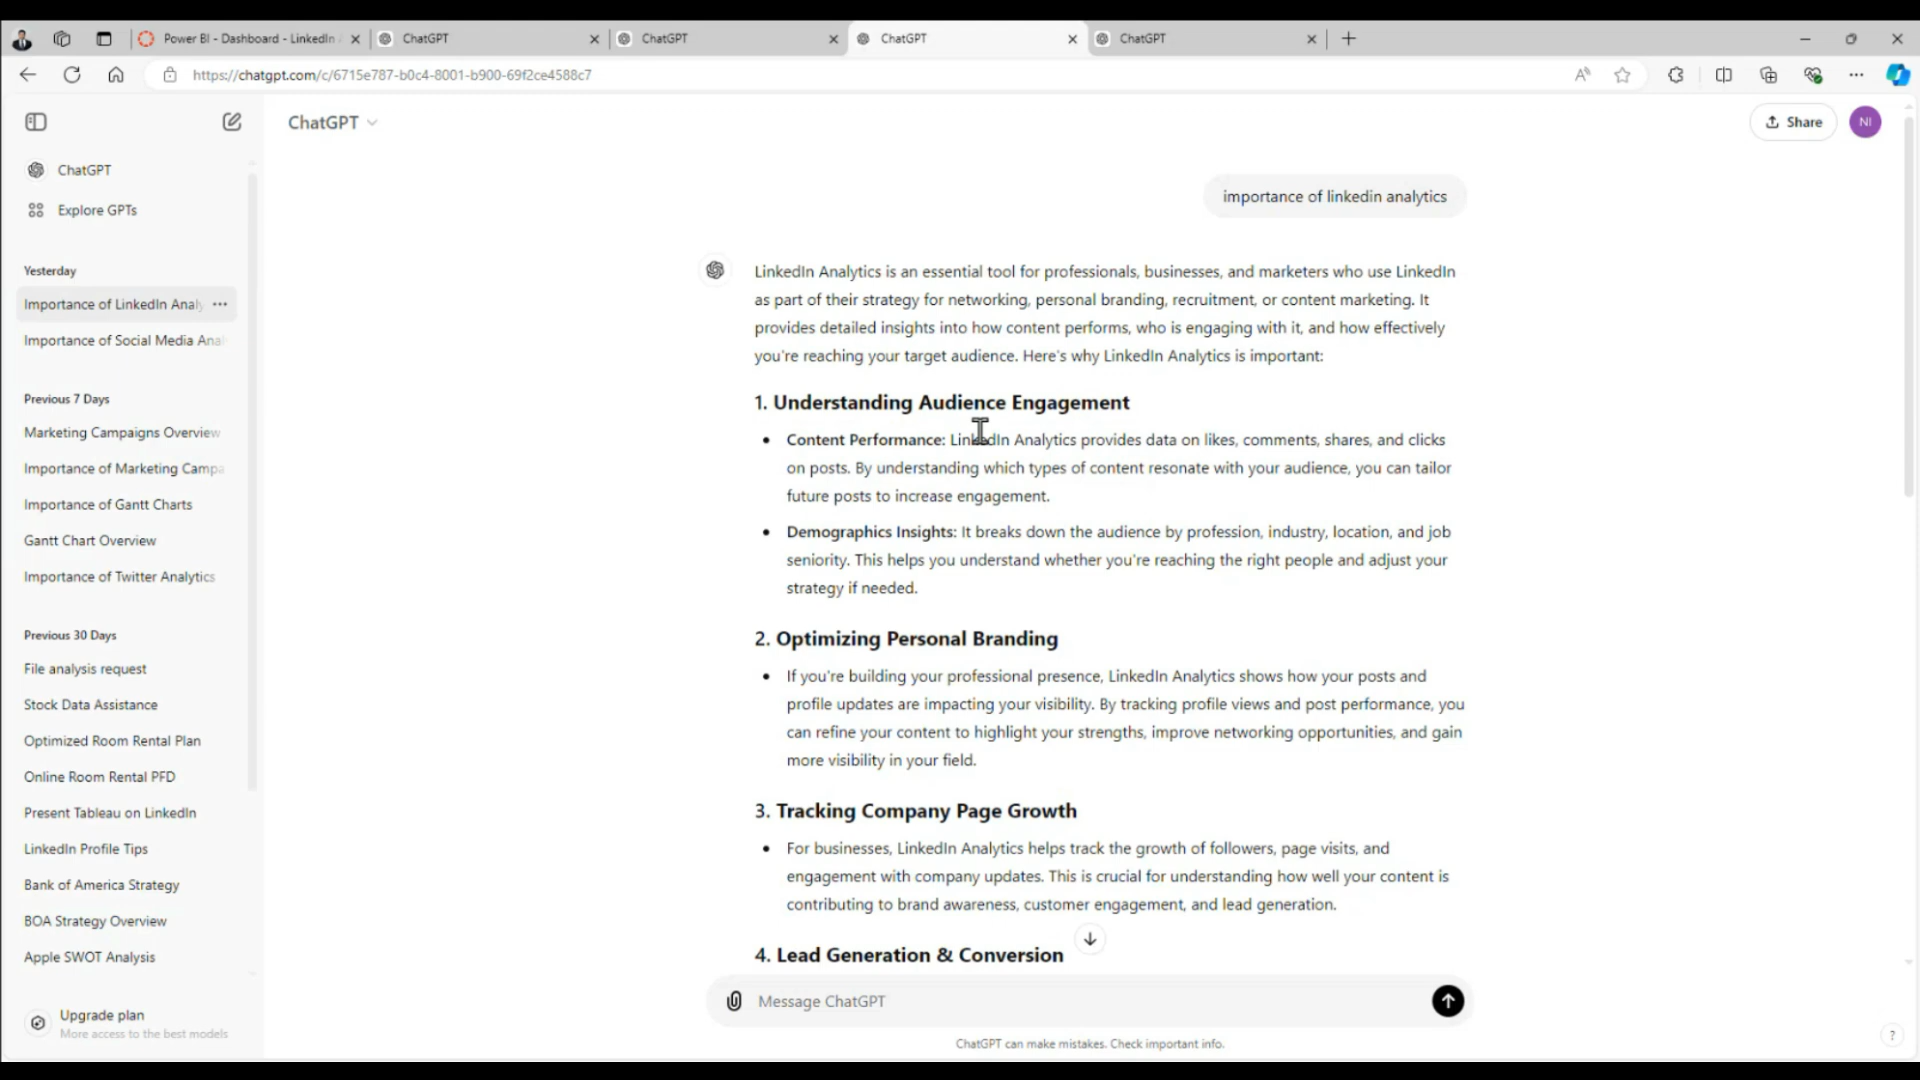 Power BI - Dashboard - LinkedIn
ChatGPT
ChatGPT
ChatGPT
ChatGPT
https://chatgpt.com/c/6715e787-b0c4-8001-b900-69f2ce4588c7
ChatGPT
Share
NI
ChatGPT
Explore GPTs
Yesterday
Importance of LinkedIn Analy
Importance of Social Media Anal
Previous 7 Days
Marketing Campaigns Overview
Importance of Marketing Campa
Importance of Gantt Charts
Gantt Chart Overview
Importance of Twitter Analytics
Previous 30 Days
File analysis request
Stock Data Assistance
Optimized Room Rental Plan
Online Room Rental PFD
Present Tableau on LinkedIn
LinkedIn Profile Tips
Bank of America Strategy
BOA Strategy Overview
Apple SWOT Analysis
Upgrade plan
More access to the best models
importance of linkedin analytics
LinkedIn Analytics is an essential tool for professionals, businesses, and marketers who use LinkedIn
as part of their strategy for networking, personal branding, recruitment, or content marketing. It
provides detailed insights into how content performs, who is engaging with it, and how effectively
you're reaching your target audience. Here's why LinkedIn Analytics is important:
1. Understanding Audience Engagement
• Content Performance: LinkedIn Analytics provides data on likes, comments, shares, and clicks
on posts. By understanding which types of content resonate with your audience, you can tailor
future posts to increase engagement.
• Demographics Insights: It breaks down the audience by profession, industry, location, and job
seniority. This helps you understand whether you're reaching the right people and adjust your
strategy if needed.
2. Optimizing Personal Branding
• If you're building your professional presence, LinkedIn Analytics shows how your posts and
profile updates are impacting your visibility. By tracking profile views and post performance, you
can refine your content to highlight your strengths, improve networking opportunities, and gain
more visibility in your field.
3. Tracking Company Page Growth
• For businesses, LinkedIn Analytics helps track the growth of followers, page visits, and
engagement with company updates. This is crucial for understanding how well your content is
contributing to brand awareness, customer engagement, and lead generation.
4. Lead Generation & Conversion
Message ChatGPT
ChatGPT can make mistakes. Check important info.
?